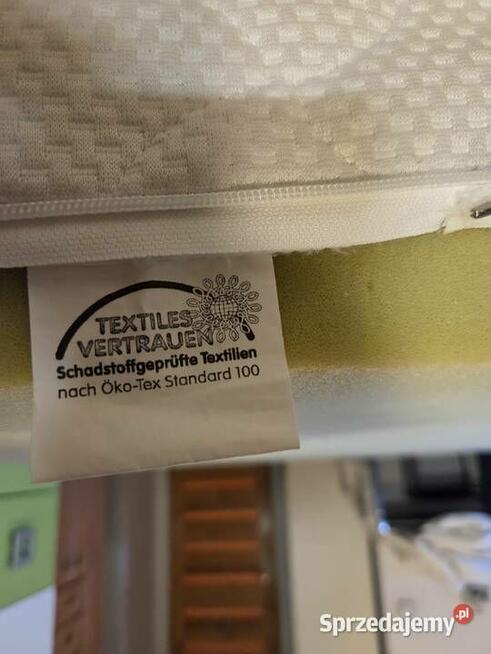 TEXTILES
VERTRAUEN
Schadstoffgeprüfte Textilien
nach Öko-Tex Standard 100
Sprzedajemy.pl